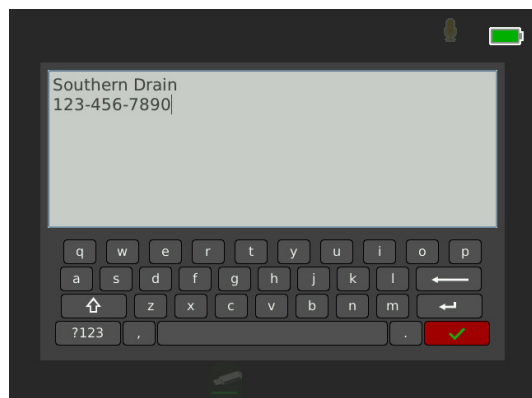 Southern Drain
123-456-7890
q w e r t y u i o p
a s d f g h j k l
z x c v b n m
?123 , .